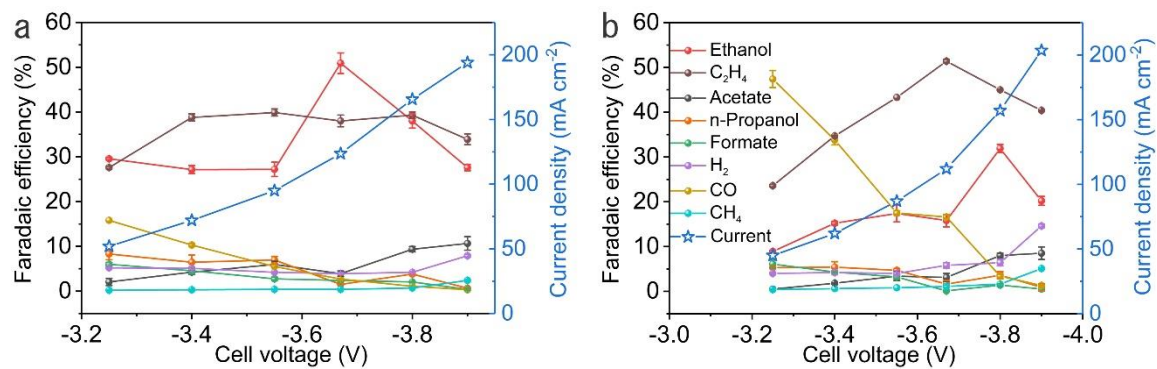 a
Faradaic efficiency (%)
60
50
40
30
20
10
0
-3.2
-3.4
-3.6
-3.8
Cell voltage (V)
200
150
100
50
0
Current density (mA cm⁻²)
b
Faradaic efficiency (%)
60
50
40
30
20
10
0
Ethanol
C₂H₄
Acetate
n-Propanol
Formate
H₂
CO
CH₄
Current
-3.0
-3.2
-3.4
-3.6
-3.8
-4.0
Cell voltage (V)
200
150
100
50
0
Current density (mA cm⁻²)